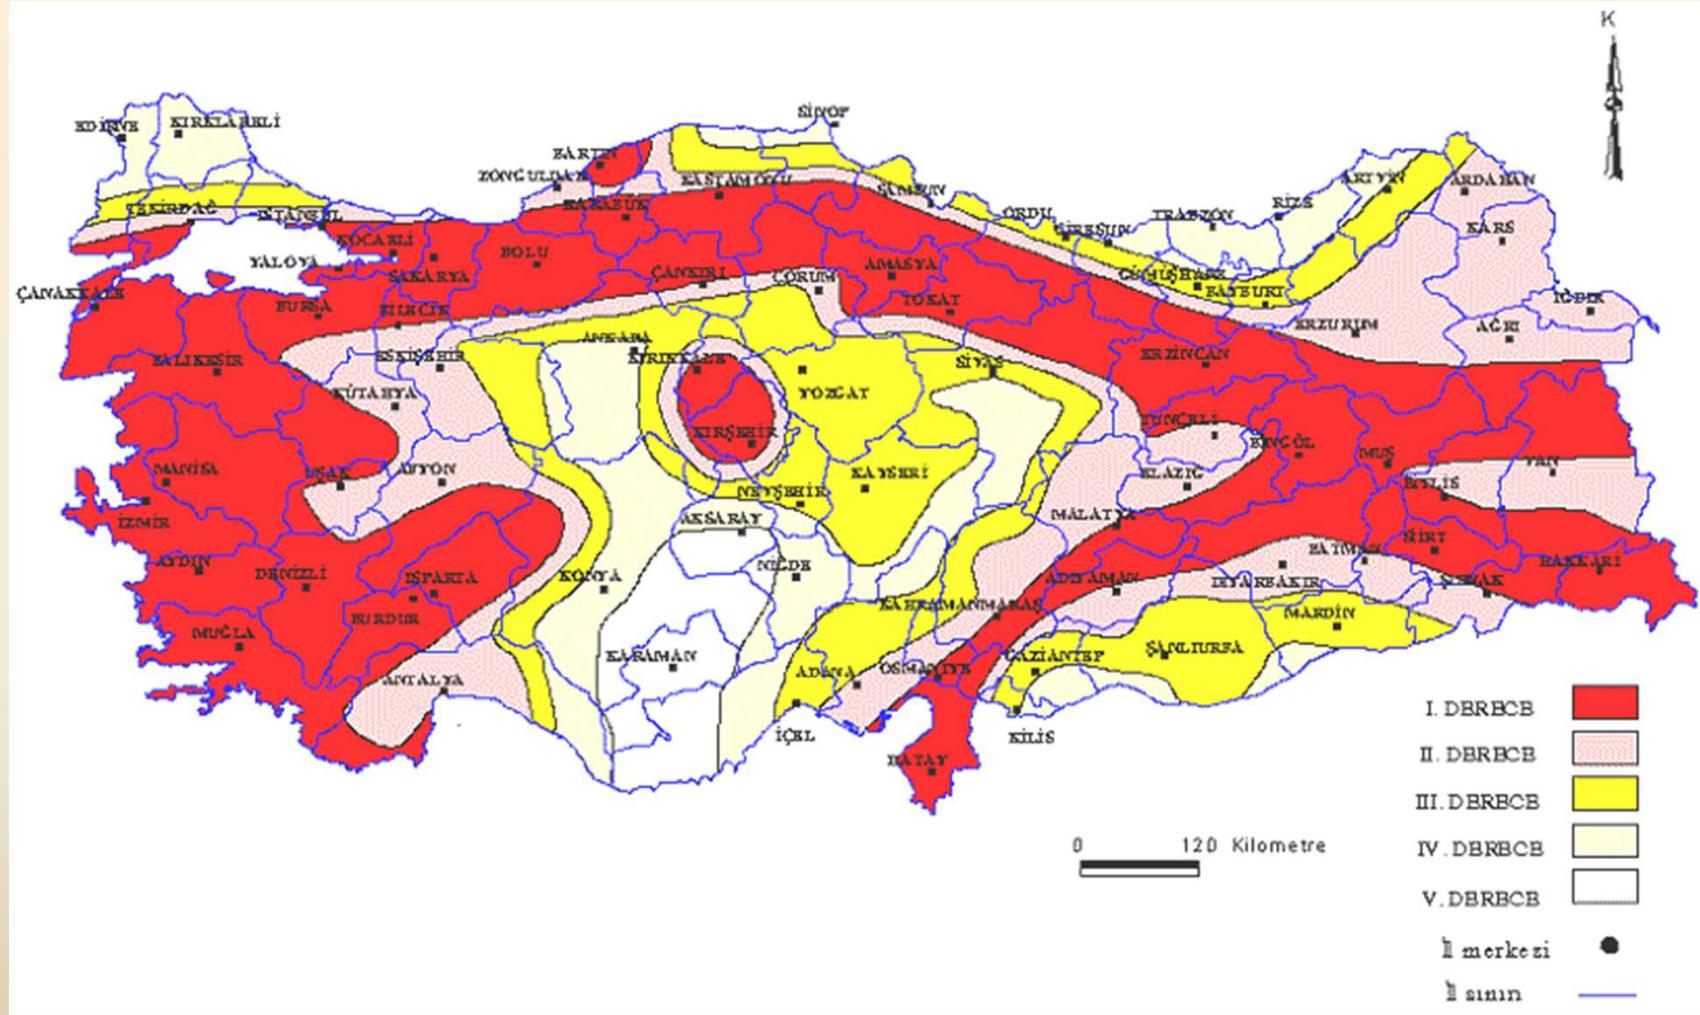 K
EDİRNE
KIRKLARELİ
SİNOP
BARTIN
ZONGULDAK
KASTAMONU
SAMSUN
ARTVİN
ARDAHAN
TEKİRDAĞ
İSTANBUL
KARABÜK
ORDU
GİRESUN
TRABZON
RİZE
KARS
KOCAELİ
YALOVA
SAKARYA
BOLU
ÇANKIRI
ÇORUM
AMASYA
TOKAT
GÜMÜŞHANE
BAYBURT
IĞDIR
ÇANAKKALE
BURSA
BİLECİK
ERZURUM
AĞRI
BALIKESİR
ESKİŞEHİR
ANKARA
KIRIKKALE
SİVAS
ERZİNCAN
KÜTAHYA
YOZGAT
TUNCELİ
KIRŞEHİR
BİNGÖL
MUŞ
VAN
MANİSA
UŞAK
AFYON
KAYSERİ
ELAZIĞ
BİTLİS
NEVŞEHİR
İZMİR
AKSARAY
MALATYA
SİİRT
BATMAN
HAKKARİ
AYDIN
DENİZLİ
ISPARTA
KONYA
NİĞDE
ADIYAMAN
DİYARBAKIR
ŞIRNAK
BURDUR
KAHRAMANMARAŞ
MARDİN
MUĞLA
KARAMAN
GAZİANTEP
ŞANLIURFA
ANTALYA
ADANA
OSMANİYE
İÇEL
KİLİS
HATAY
I. DERECE
II. DERECE
III. DERECE
IV. DERECE
V. DERECE
0 120 Kilometre
İl merkezi
İl sınırı